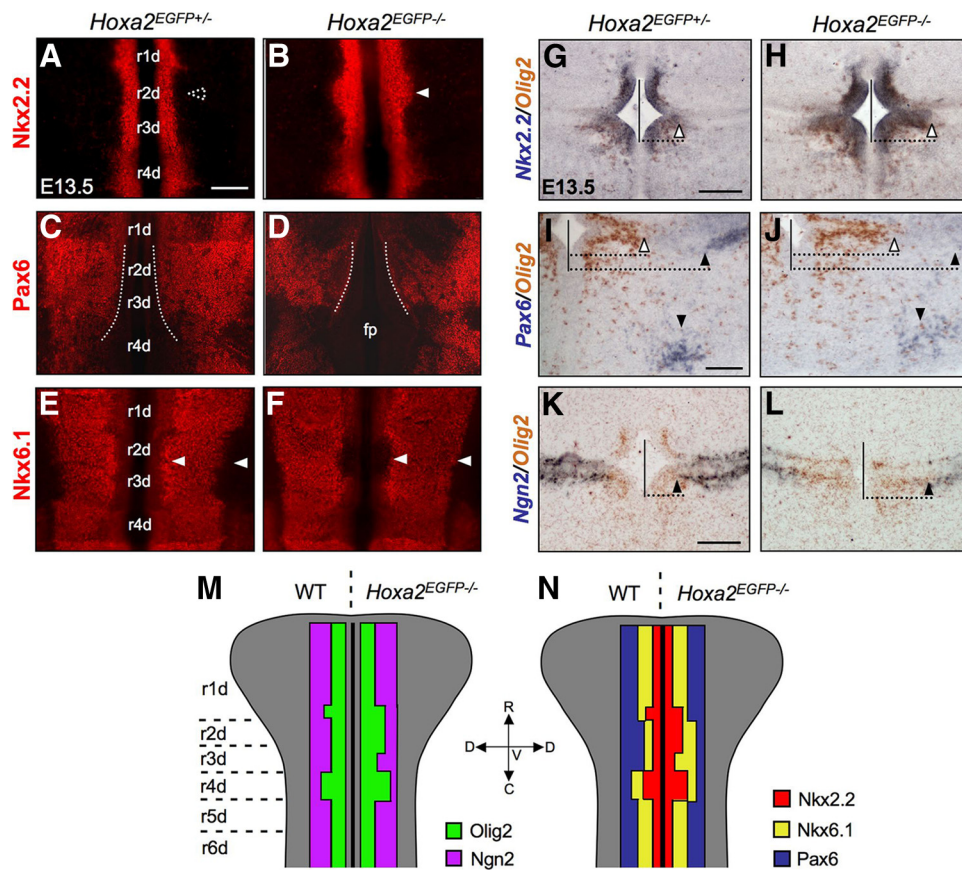 Hoxa2EGFP+/- Hoxa2EGFP-/- Hoxa2EGFP+/- Hoxa2EGFP-/-
Nkx2.2
A r1d
r2d
r3d
r4d
E13.5
B
Nkx2.2/Olig2
G
E13.5
H
Pax6
C r1d
r2d
r3d
r4d
D
fp
Pax6/Olig2
I
J
Nkx6.1
E r1d
r2d
r3d
r4d
F
Ngn2/Olig2
K
L
M WT Hoxa2EGFP-/-
r1d
r2d
r3d
r4d
r5d
r6d
Olig2
Ngn2
R
D V D
C
N WT Hoxa2EGFP-/-
Nkx2.2
Nkx6.1
Pax6